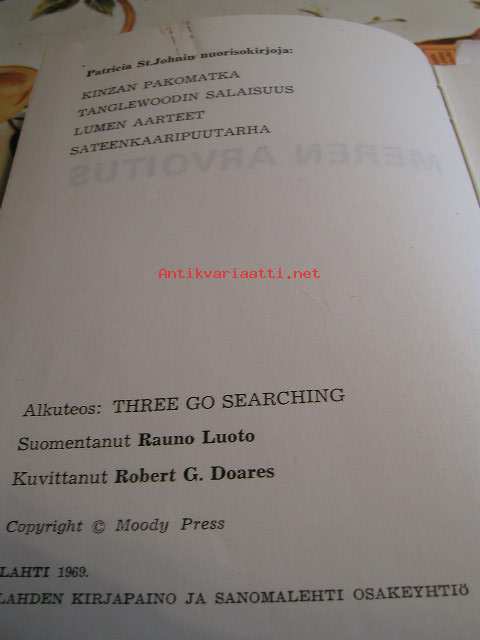 Patricia St.Johnin nuorisokirjoja:
KINZAN PAKOMATKA
TANGLEWOODIN SALAISUUS
LUMEN AARTEET
SATEENKAARIPUUTARHA
MEREN ARVOITUS
Antikvariaatti.net
Alkuteos: THREE GO SEARCHING
Suomentanut Rauno Luoto
Kuvittanut Robert G. Doares
Copyright © Moody Press
LAHTI 1969.
LAHDEN KIRJAPAINO JA SANOMALEHTI OSAKEYHTIÖ